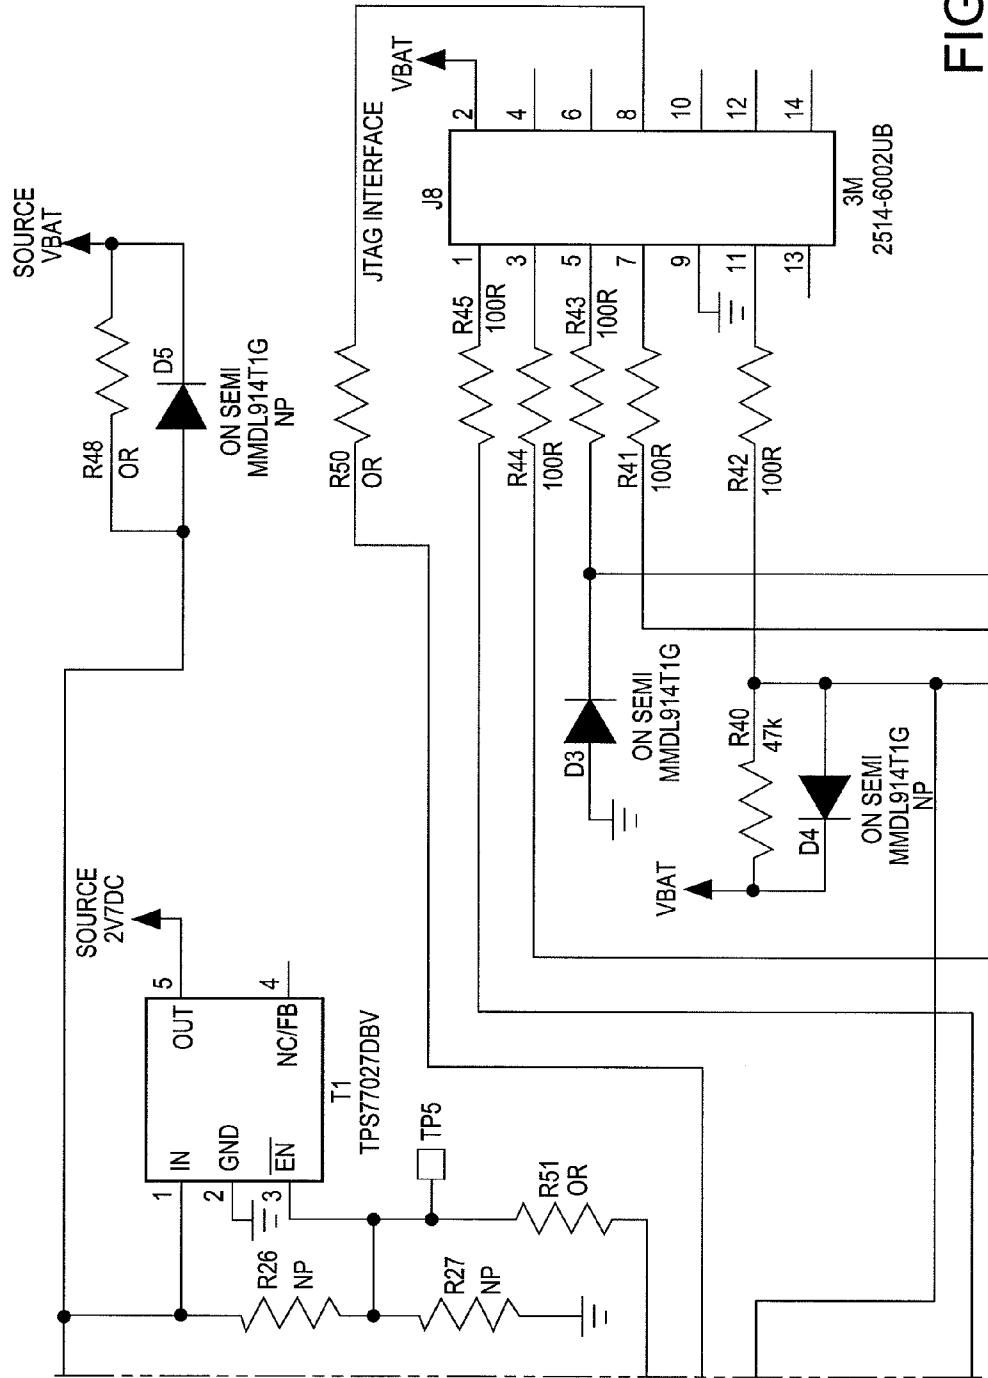 FIG
SOURCE
VBAT
R48
OR
D5
ON SEMI
MMDL914T1G
NP
JTAG INTERFACE
VBAT
R50
OR
J8
2
4
6
8
10
12
14
1
3
5
7
9
11
13
3M
2514-6002UB
R45
100R
R44
100R
R43
100R
R41
100R
R42
100R
D3
ON SEMI
MMDL914T1G
R40
47k
VBAT
D4
ON SEMI
MMDL914T1G
NP
SOURCE
2V7DC
5
OUT
4
NC/FB
IN
GND
EN
1
2
3
T1
TPS77027DBV
TP5
R26
NP
R27
NP
R51
OR